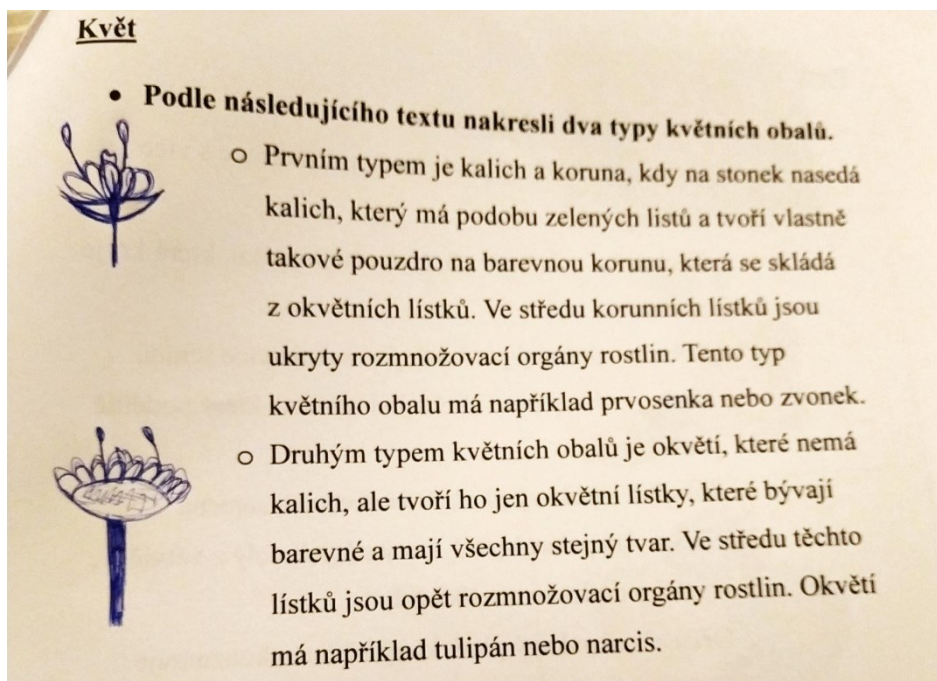 Květ
• Podle následujícího textu nakresli dva typy květních obalů.
o Prvním typem je kalich a koruna, kdy na stonek nasedá
kalich, který má podobu zelených listů a tvoří vlastně
takové pouzdro na barevnou korunu, která se skládá
z okvětních lístků. Ve středu korunních lístků jsou
ukryty rozmnožovací orgány rostlin. Tento typ
květního obalu má například prvosenka nebo zvonek.
o Druhým typem květních obalů je okvětí, které nemá
kalich, ale tvoří ho jen okvětní lístky, které bývají
barevné a mají všechny stejný tvar. Ve středu těchto
lístků jsou opět rozmnožovací orgány rostlin. Okvětí
má například tulipán nebo narcis.